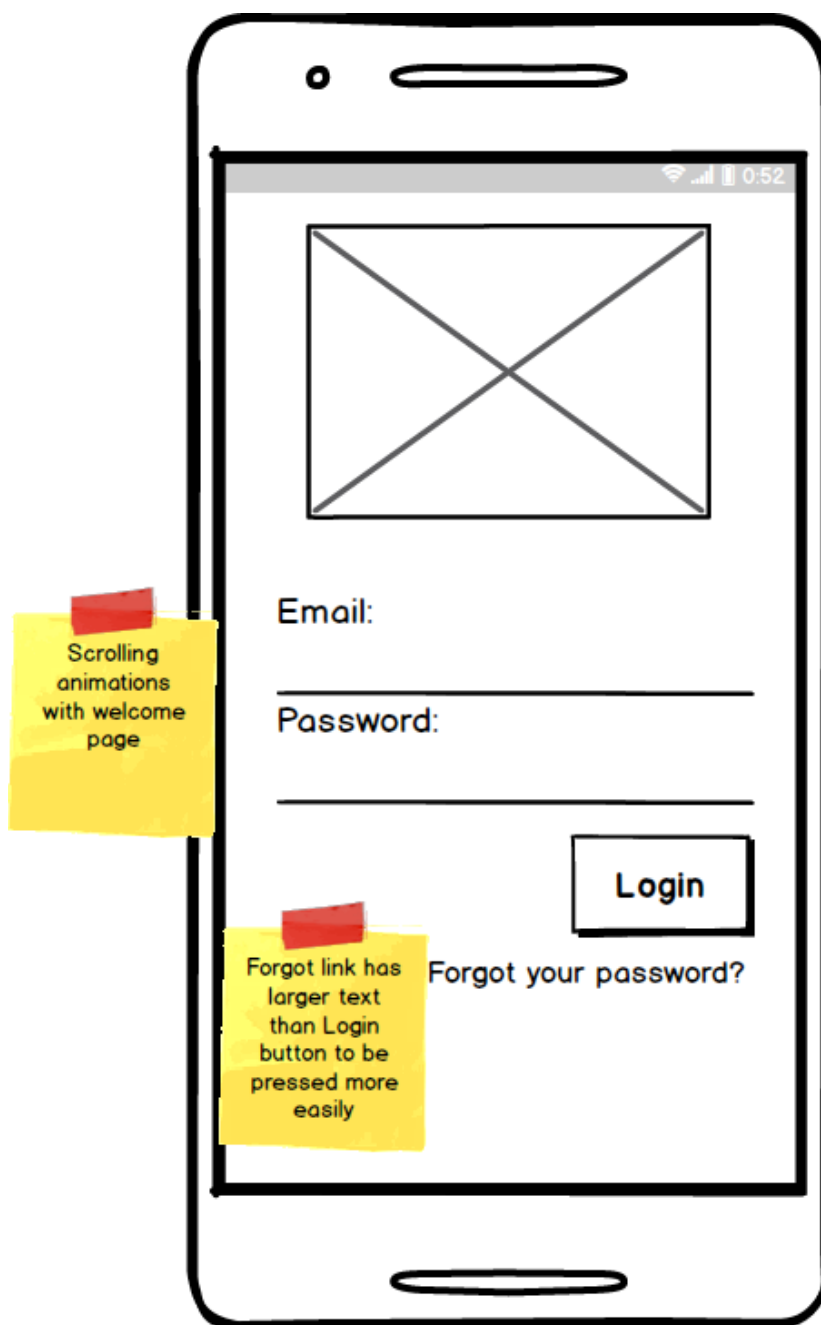 0:52
Email:
Scrolling
animations
with welcome
page
Password:
Login
Forgot link has
larger text
than Login
button to be
pressed more
easily
Forgot your password?